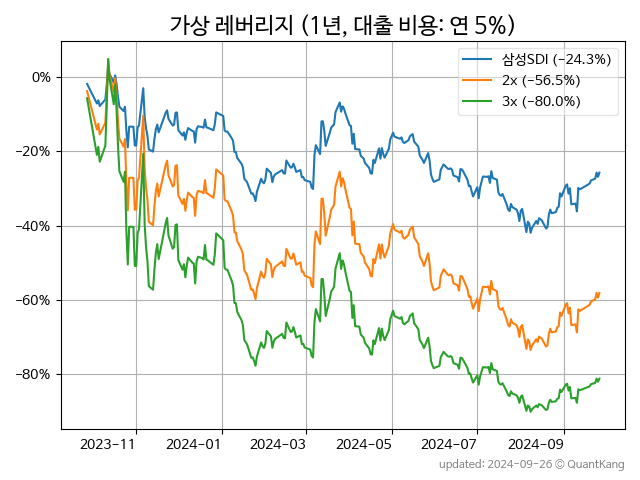 가상 레버리지 (1년, 대출 비용: 연 5%)
삼성SDI (−24.3%)
2x (−56.5%)
3x (−80.0%)
0%
−20%
−40%
−60%
−80%
2023−11 2024−01 2024−03 2024−05 2024−07 2024−09
updated: 2024-09-26 © QuantKang